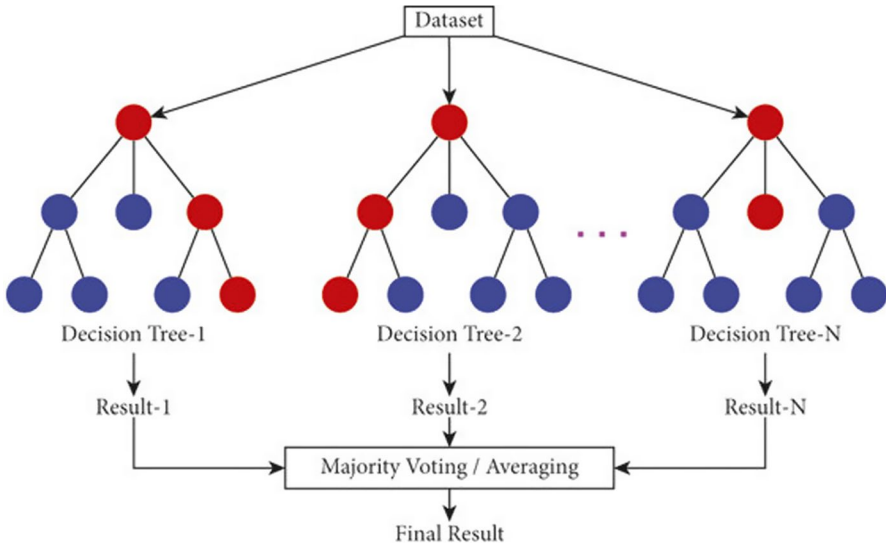 Dataset
Decision Tree-1
Decision Tree-2
Decision Tree-N
Result-1
Result-2
Result-N
Majority Voting / Averaging
Final Result